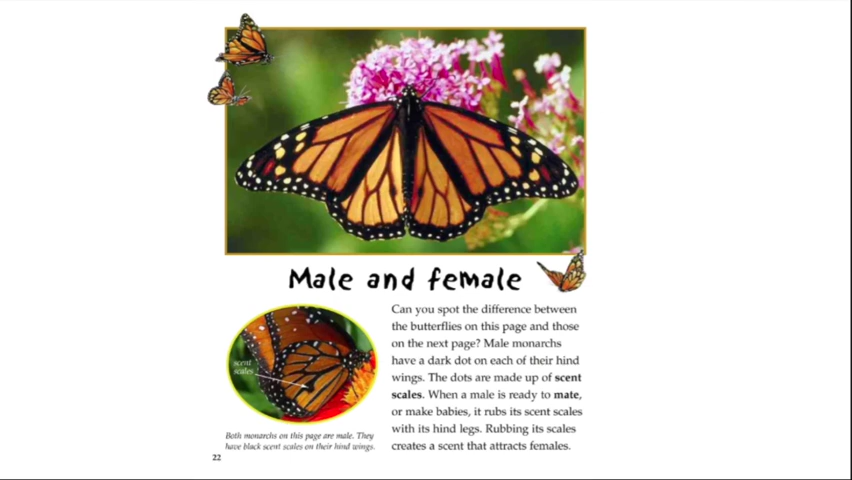 Male and female
Can you spot the difference between
the butterflies on this page and those
on the next page? Male monarchs
have a dark dot on each of their hind
wings. The dots are made up of scent
scales. When a male is ready to mate,
or make babies, it rubs its scent scales
with its hind legs. Rubbing its scales
creates a scent that attracts females.
scent
scales
Both monarchs on this page are male. They
have black scent scales on their hind wings.
22